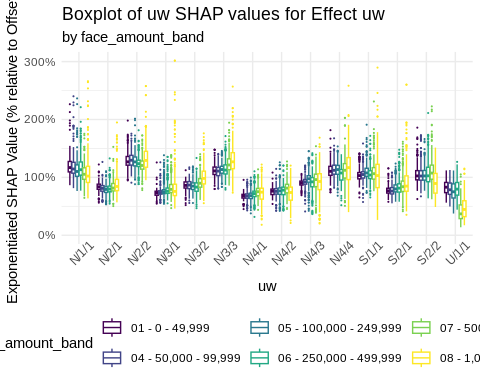 Boxplot of uw SHAP values for Effect uw
by face_amount_band
Exponentiated SHAP Value (% relative to Offse
300%
200%
100%
0%
N/1/1
N/2/1
N/2/2
N/3/1
N/3/2
N/3/3
N/4/1
N/4/2
N/4/3
N/4/4
S/1/1
S/2/1
S/2/2
U/1/1
uw
_amount_band
01 - 0 - 49,999
05 - 100,000 - 249,999
07 - 500
04 - 50,000 - 99,999
06 - 250,000 - 499,999
08 - 1,0